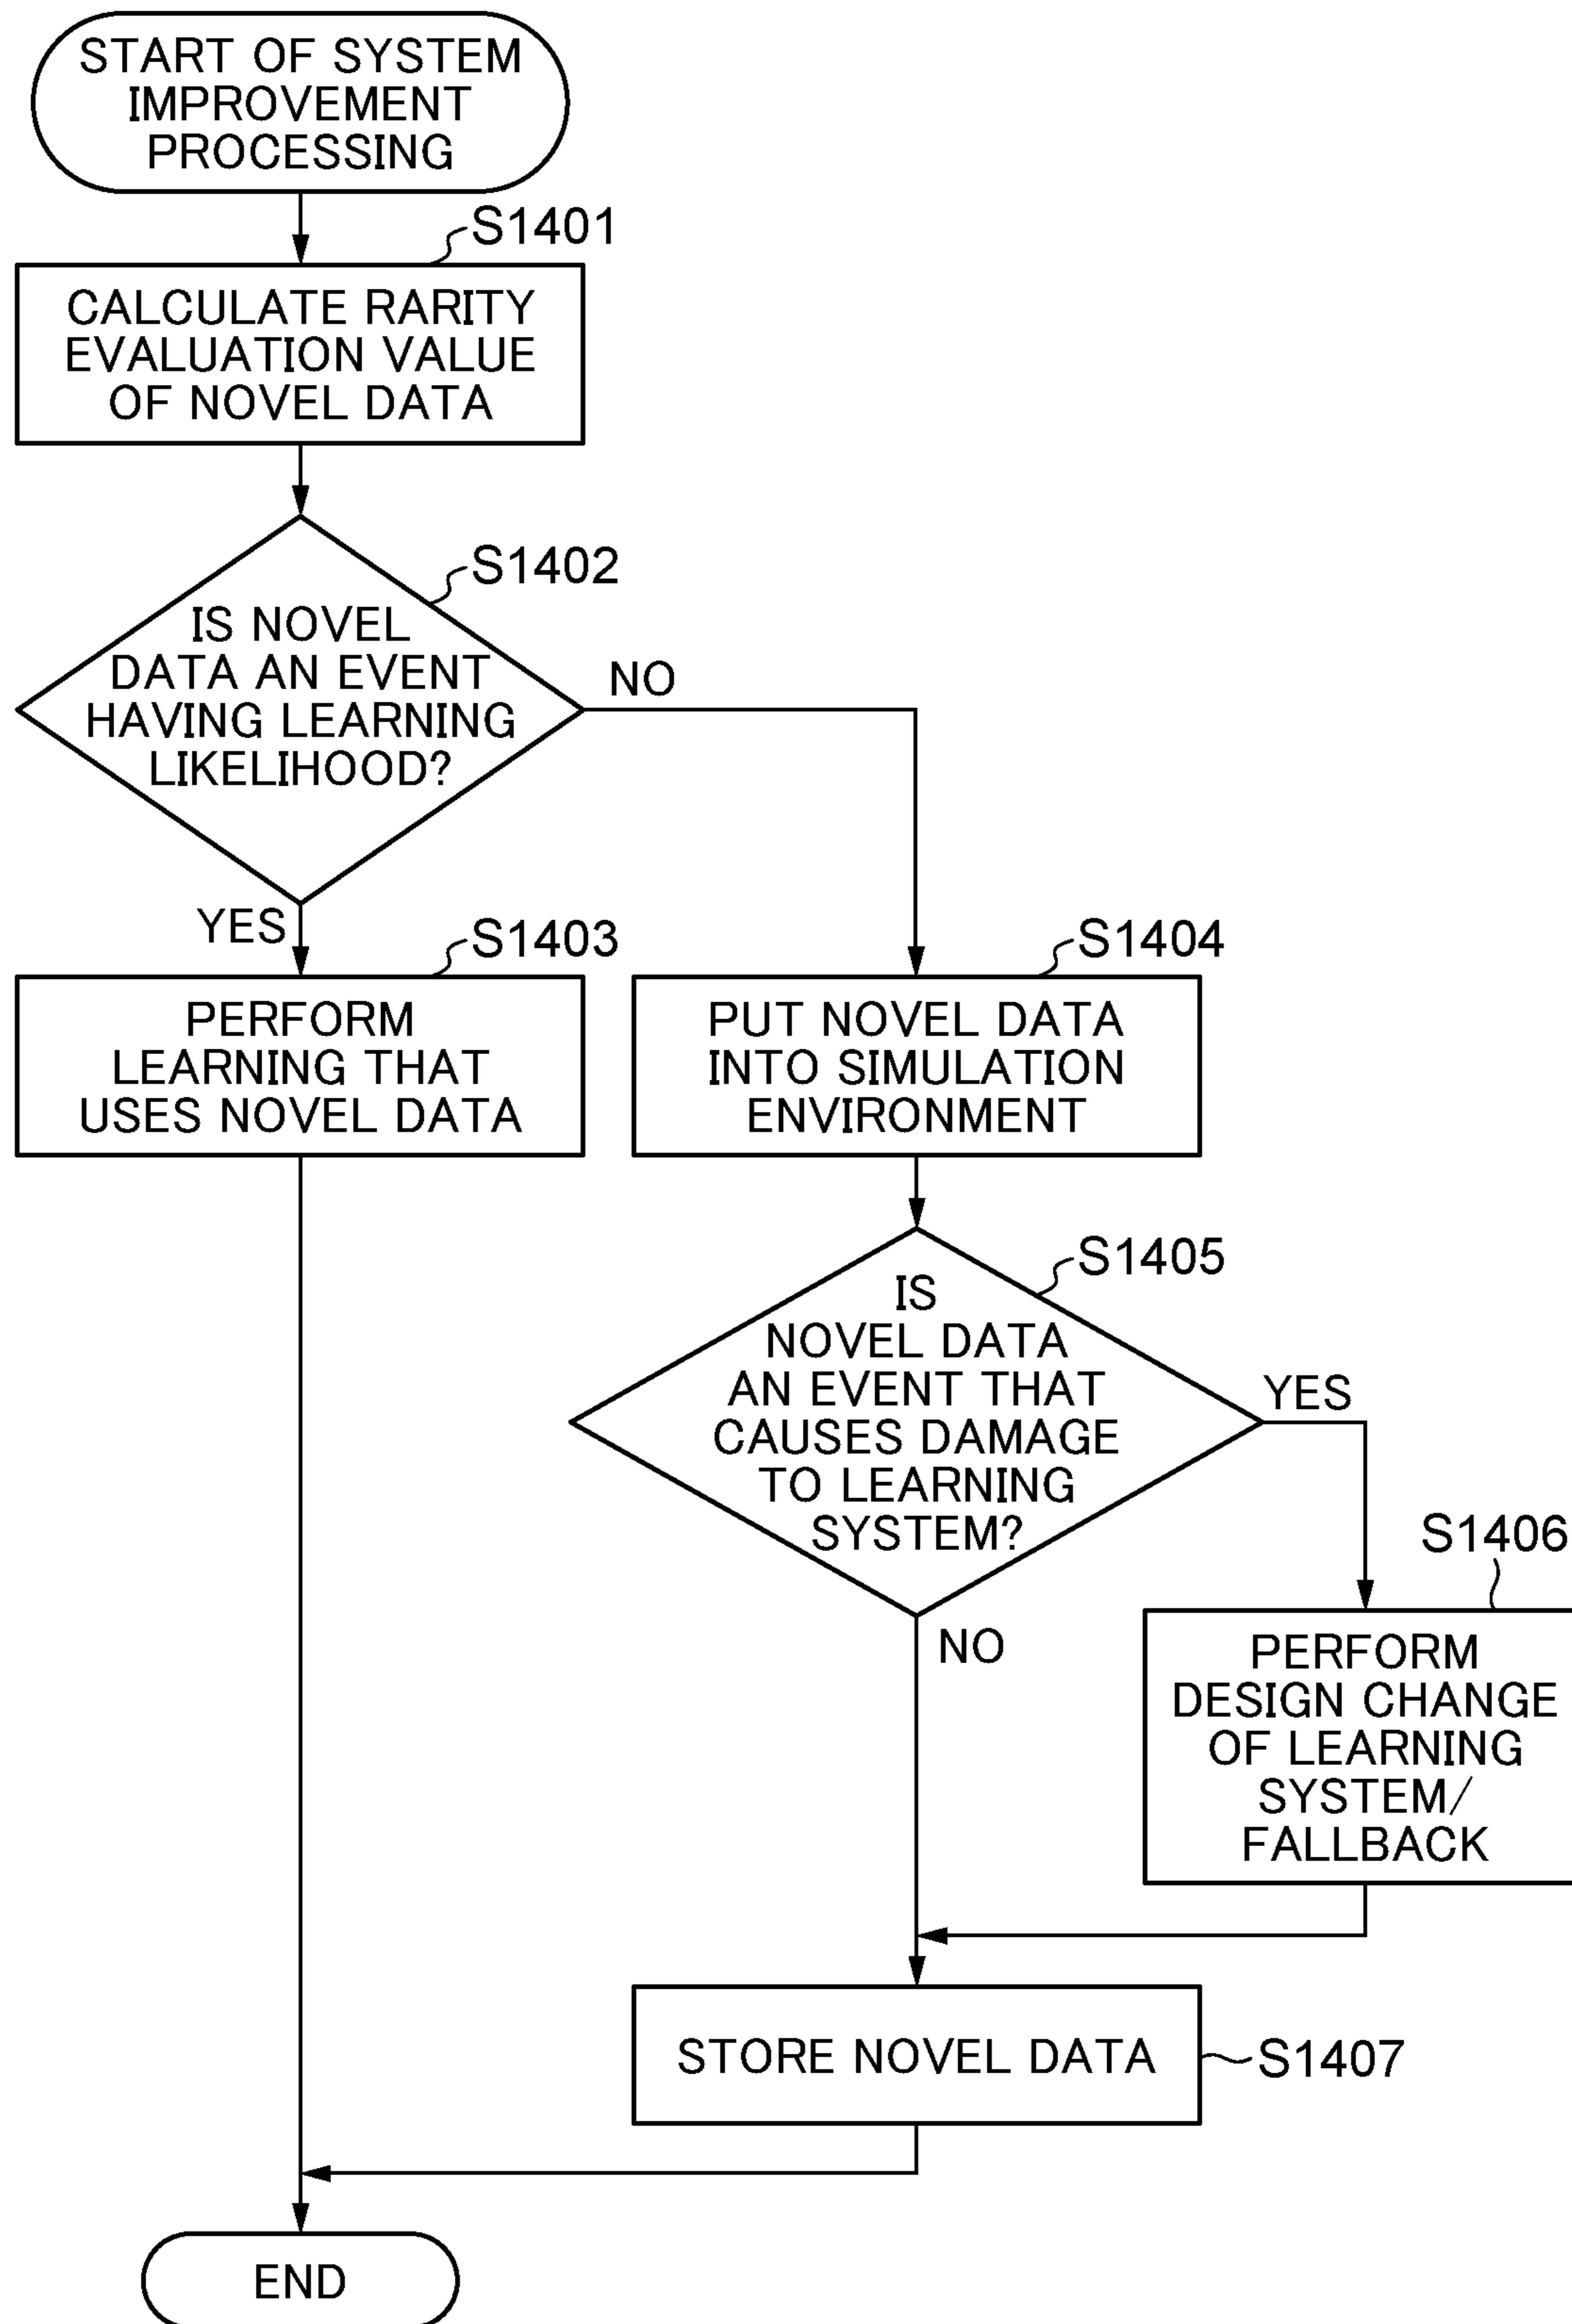 START OF SYSTEM
IMPROVEMENT
PROCESSING
S1401
CALCULATE RARITY
EVALUATION VALUE
OF NOVEL DATA
S1402
IS NOVEL
DATA AN EVENT
HAVING LEARNING
LIKELIHOOD?
NO
YES
S1403
PERFORM
LEARNING THAT
USES NOVEL DATA
S1404
PUT NOVEL DATA
INTO SIMULATION
ENVIRONMENT
S1405
IS
NOVEL DATA
AN EVENT THAT
CAUSES DAMAGE
TO LEARNING
SYSTEM?
YES
NO
S1406
PERFORM
DESIGN CHANGE
OF LEARNING
SYSTEM/
FALLBACK
STORE NOVEL DATA
S1407
END